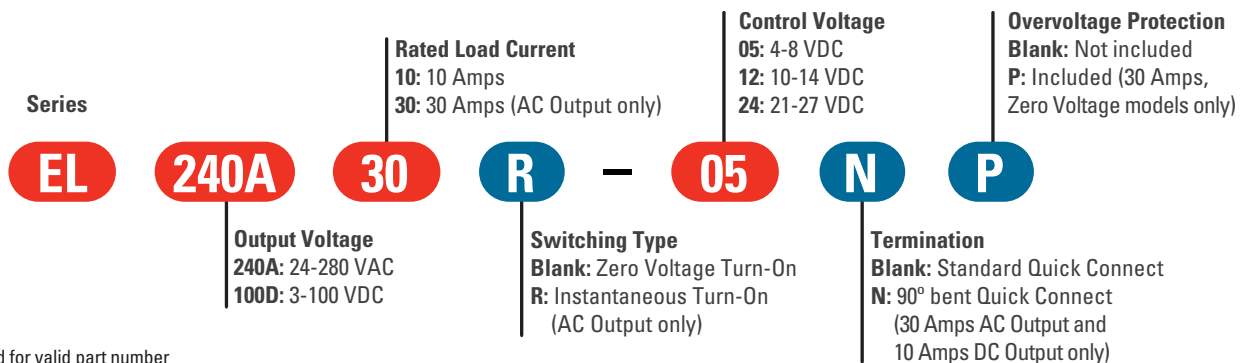 Rated Load Current
10: 10 Amps
30: 30 Amps (AC Output only)
Control Voltage
05: 4-8 VDC
12: 10-14 VDC
24: 21-27 VDC
Overvoltage Protection
Blank: Not included
P: Included (30 Amps,
Zero Voltage models only)
Series
EL 240A 30 R – 05 N P
Output Voltage
240A: 24-280 VAC
100D: 3-100 VDC
Switching Type
Blank: Zero Voltage Turn-On
R: Instantaneous Turn-On
(AC Output only)
Termination
Blank: Standard Quick Connect
N: 90º bent Quick Connect
(30 Amps AC Output and
10 Amps DC Output only)
for valid part number